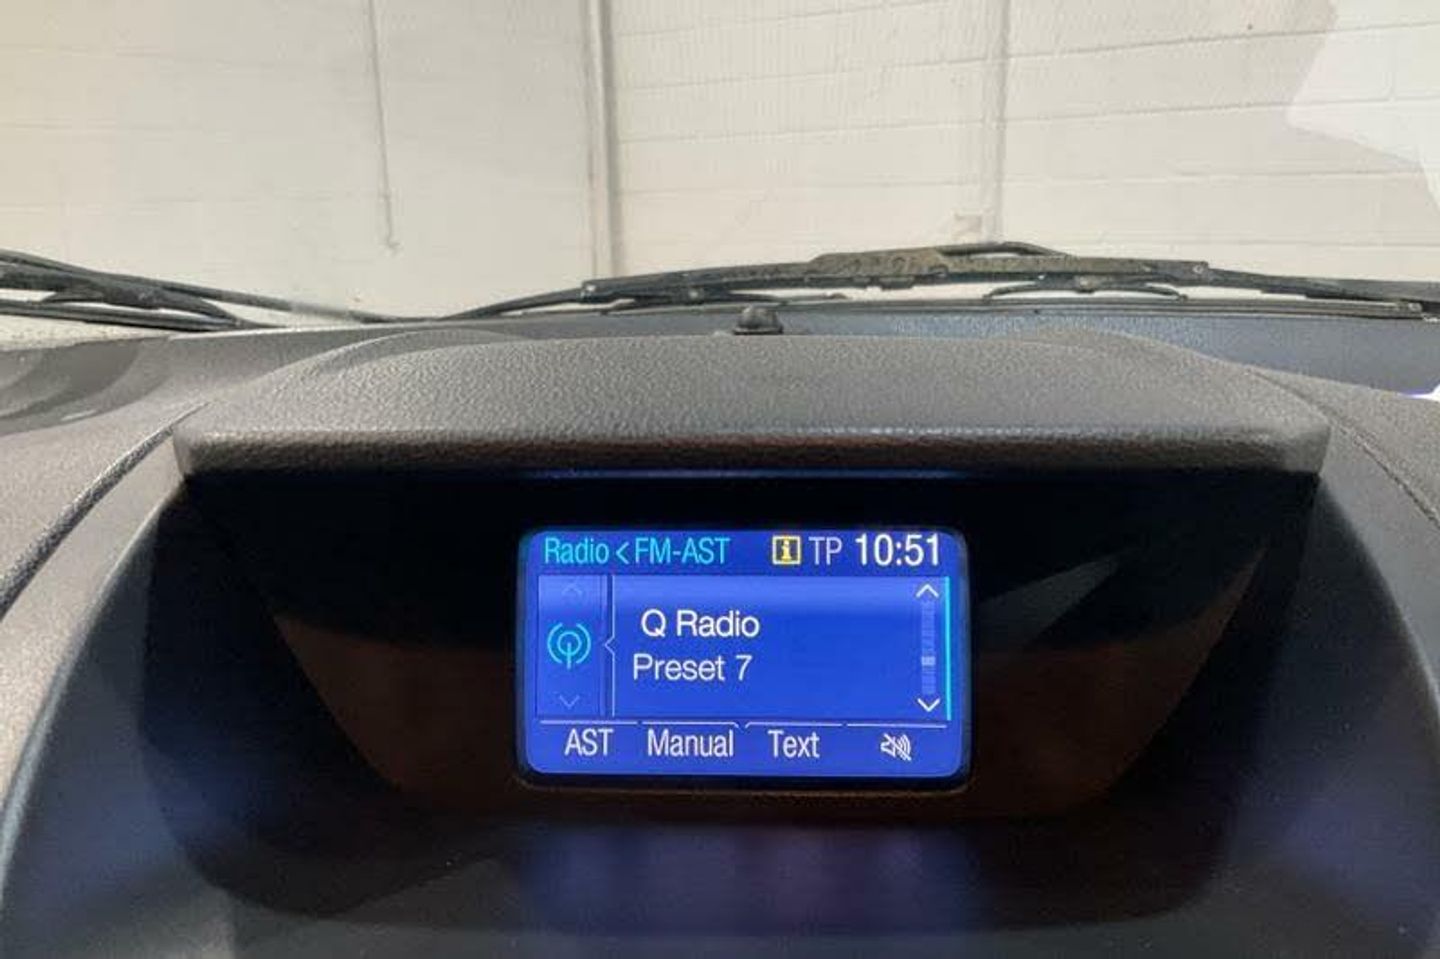 Radio < FM-AST i TP 10:51
Q Radio
Preset 7
AST Manual Text